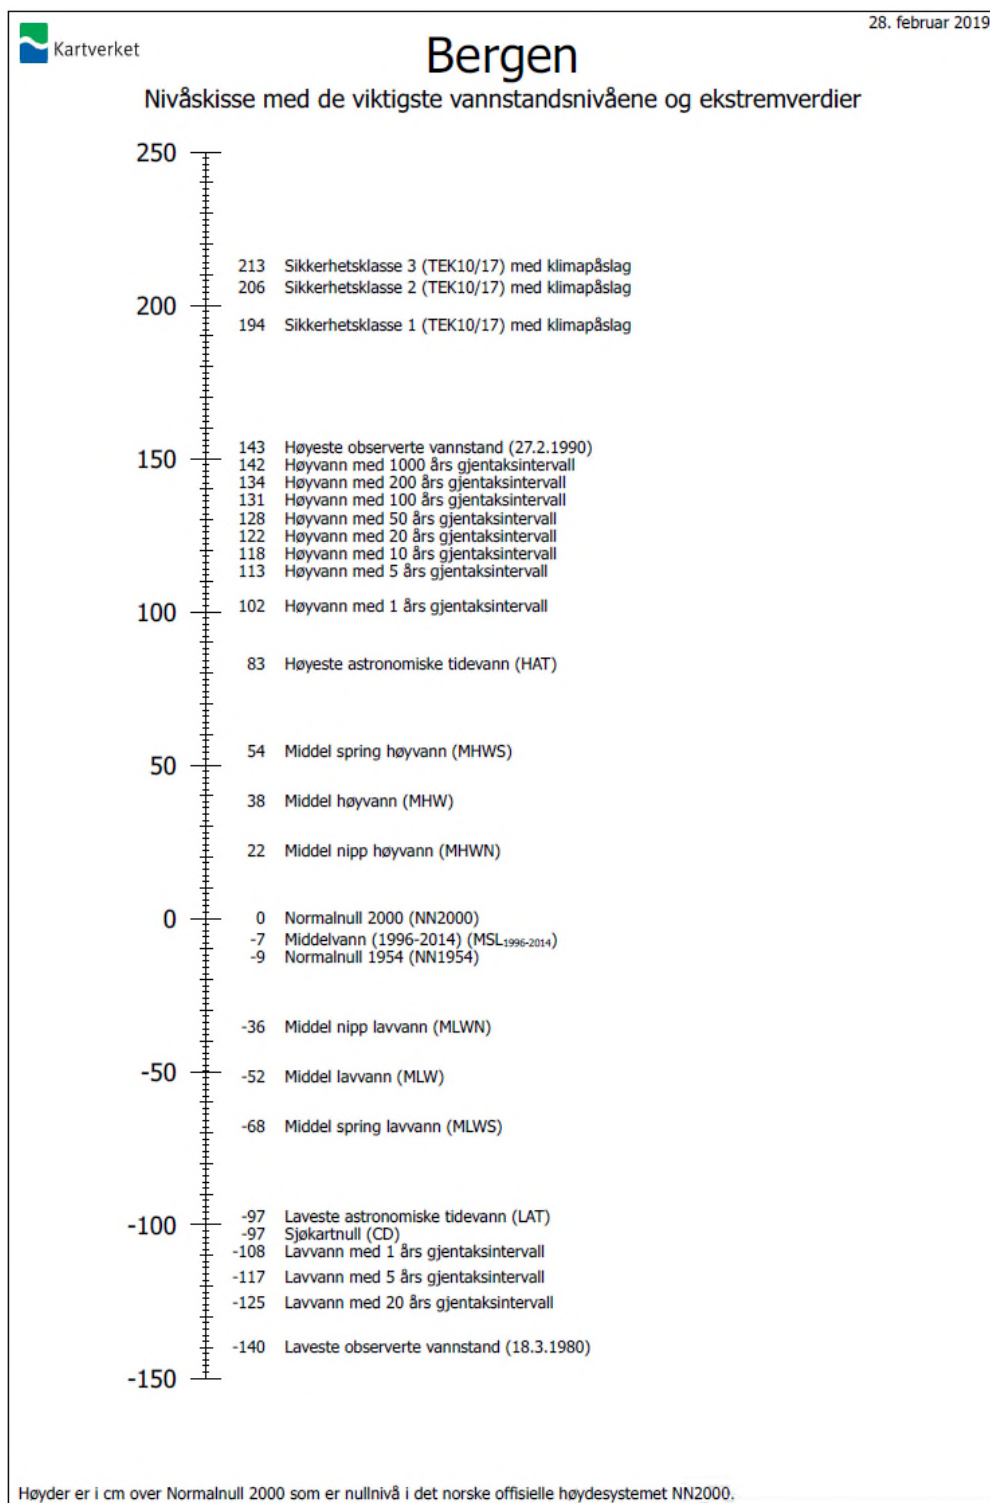 28. februar 2019
Kartverket
Bergen
Nivåskisse med de viktigste vannstandsnivåene og ekstremverdier
250
213 Sikkerhetsklasse 3 (TEK10/17) med klimapåslag
206 Sikkerhetsklasse 2 (TEK10/17) med klimapåslag
200
194 Sikkerhetsklasse 1 (TEK10/17) med klimapåslag
143 Høyeste observerte vannstand (27.2.1990)
150
142 Høyvann med 1000 års gjentaksintervall
134 Høyvann med 200 års gjentaksintervall
131 Høyvann med 100 års gjentaksintervall
128 Høyvann med 50 års gjentaksintervall
122 Høyvann med 20 års gjentaksintervall
118 Høyvann med 10 års gjentaksintervall
113 Høyvann med 5 års gjentaksintervall
100
102 Høyvann med 1 års gjentaksintervall
83 Høyeste astronomiske tidevann (HAT)
54 Middel spring høyvann (MHWS)
50
38 Middel høyvann (MHW)
22 Middel nipp høyvann (MHWN)
0
0 Normalnull 2000 (NN2000)
-7 Middelvann (1996-2014) (MSL1996-2014)
-9 Normalnull 1954 (NN1954)
-36 Middel nipp lavvann (MLWN)
-50
-52 Middel lavvann (MLW)
-68 Middel spring lavvann (MLWS)
-97 Laveste astronomiske tidevann (LAT)
-100
-97 Sjøkartnull (CD)
-108 Lavvann med 1 års gjentaksintervall
-117 Lavvann med 5 års gjentaksintervall
-125 Lavvann med 20 års gjentaksintervall
-140 Laveste observerte vannstand (18.3.1980)
-150
Høyder er i cm over Normalnull 2000 som er nullnivå i det norske offisielle høydesystemet NN2000.